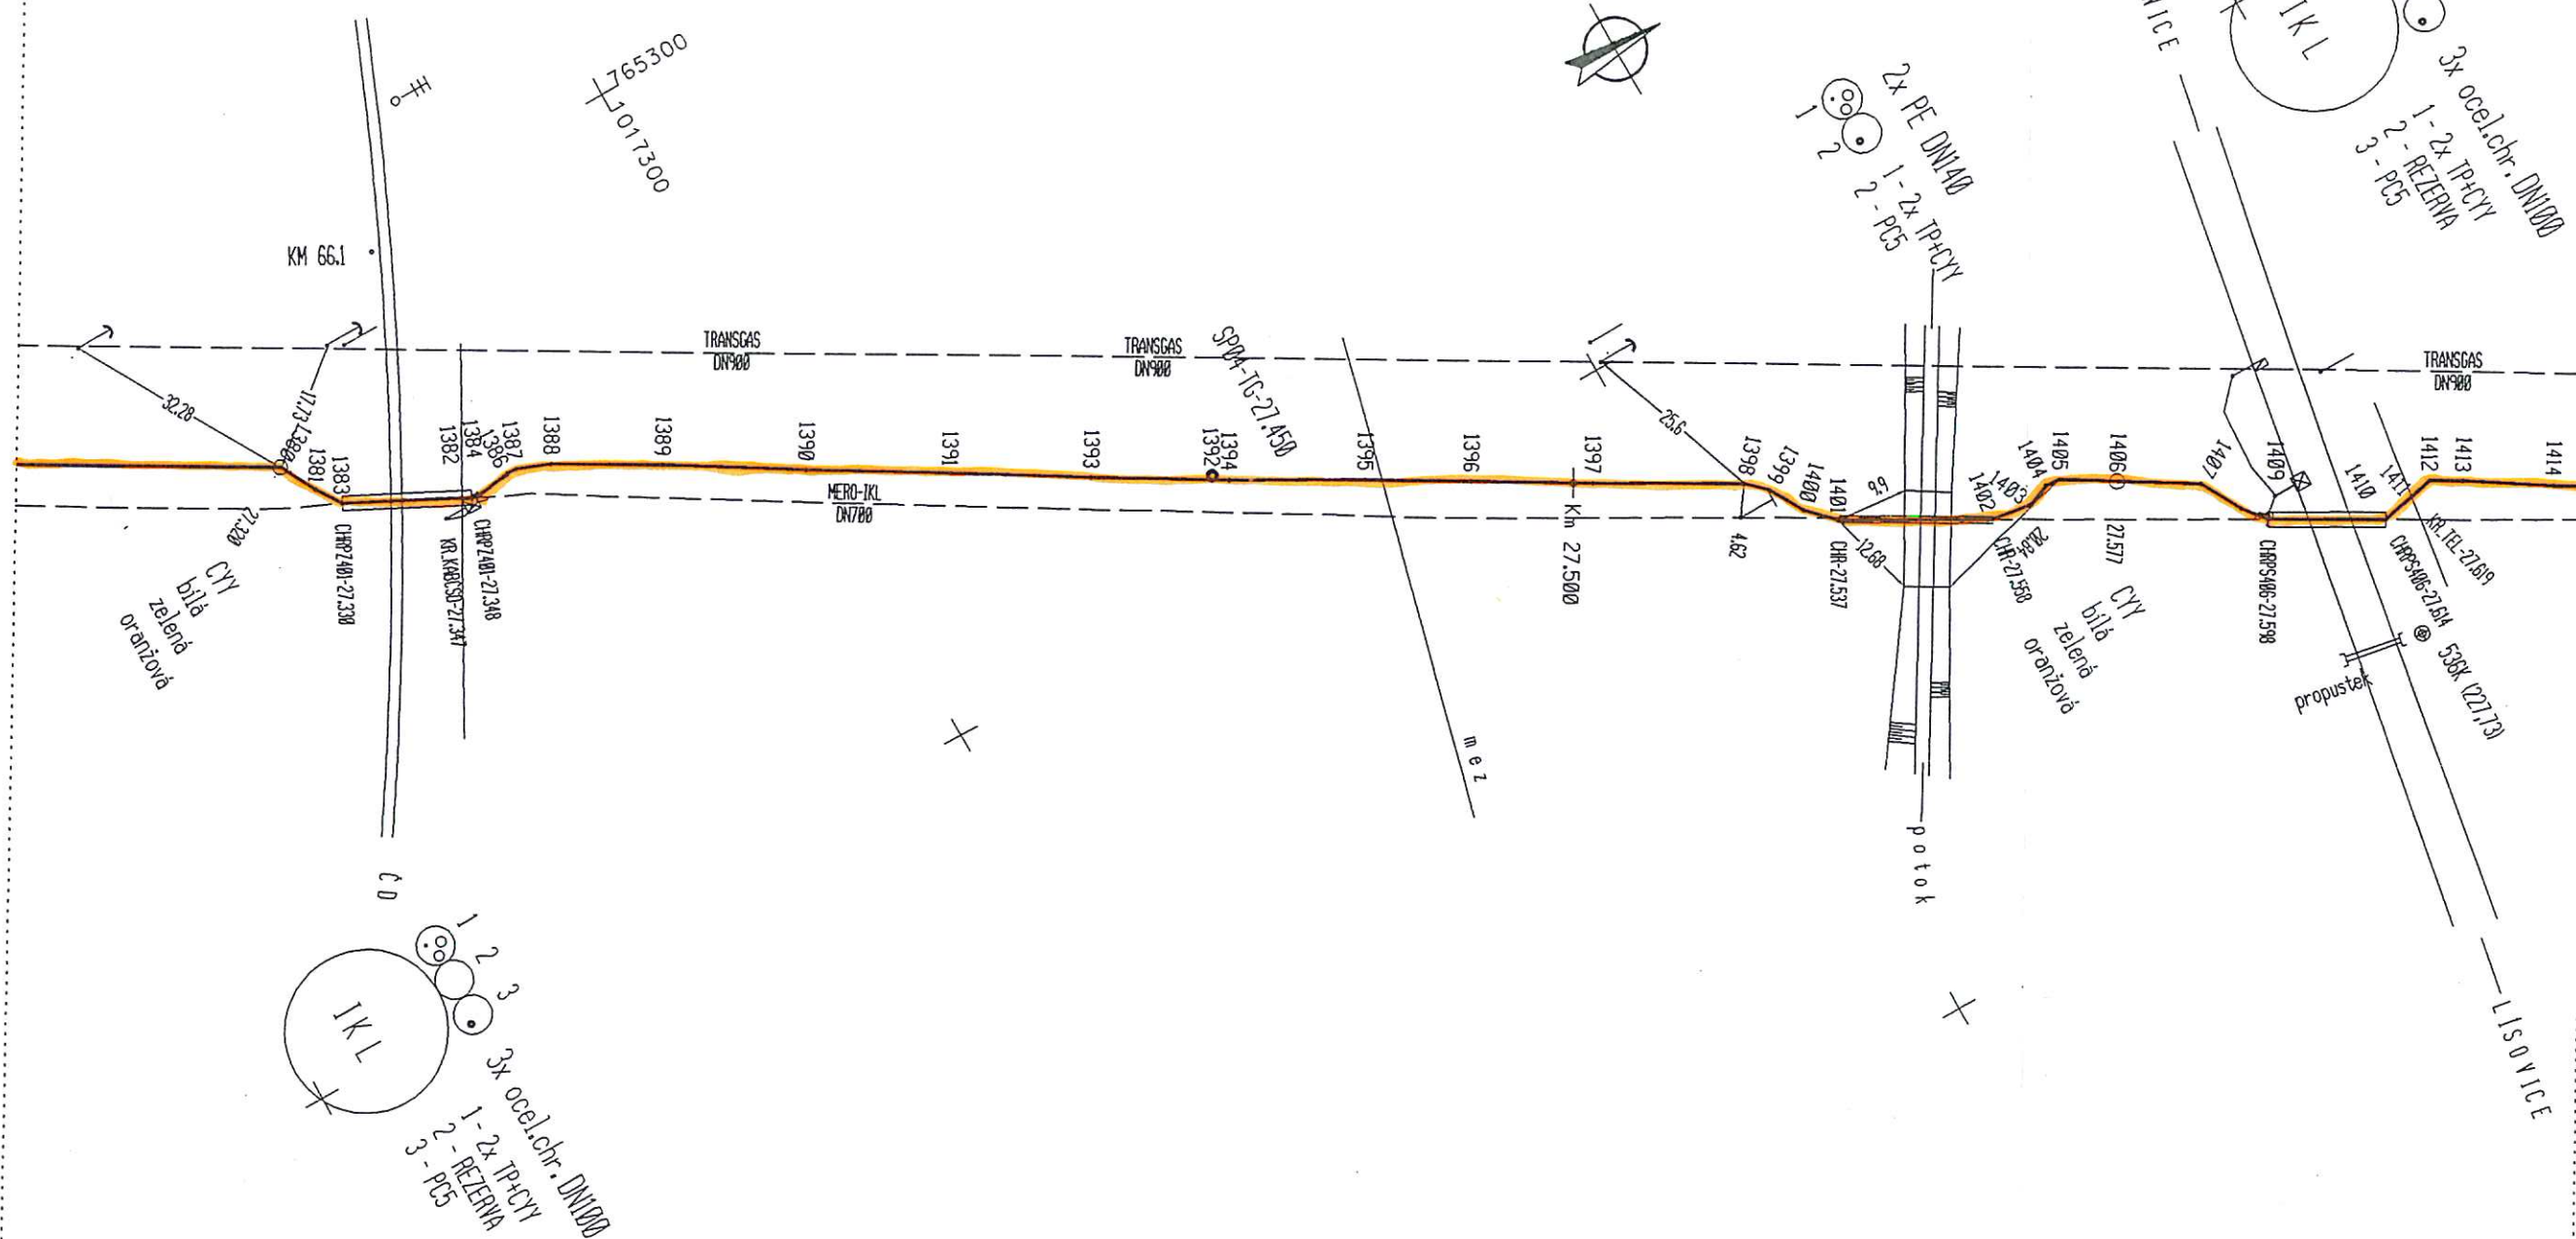 765300
1017300
KM 66.1
TRANSGAS
DN900
TRANSGAS
DN900
TRANSGAS
DN900
SP04-TG-27.450
2x PE DN140
1 - 2x TP+CYY
2 - PC5
1
2
IKL
3x ocel.chr. DN100
1 - 2x TP+CYY
2 - REZERVA
3 - PC5
32.28
17.73
1380
1381
1383
1382
1384
1386
1387
1388
1389
1390
1391
1393
1392
1394
1395
1396
1397
25.6
1398
1399
1400
1401
9.9
1402
1403
1404
1405
1406
1407
1409
1410
1411
1412
1413
1414
MERO-IKL
DN700
27.320
CHRPZ401-27.330
KR.KABCSD-27.347
CHRPZ401-27.348
Km 27.500
4.62
CHR-27.537
12.68
CHR-27.558
27.577
CHRPS406-27.598
CHRPS406-27.614
KR.TEL-27.619
536K (227,73)
propustek
CYY
bílá
zelená
oranžová
CYY
bílá
zelená
oranžová
mez
potok
ČD
LISOVICE
1
2
3
IKL
3x ocel.chr. DN100
1 - 2x TP+CYY
2 - REZERVA
3 - PC5